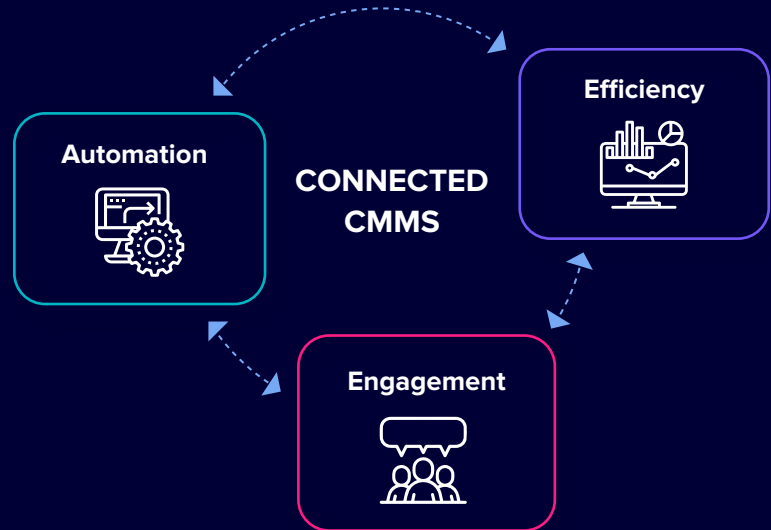 Efficiency
Automation
CONNECTED
CMMS
Engagement